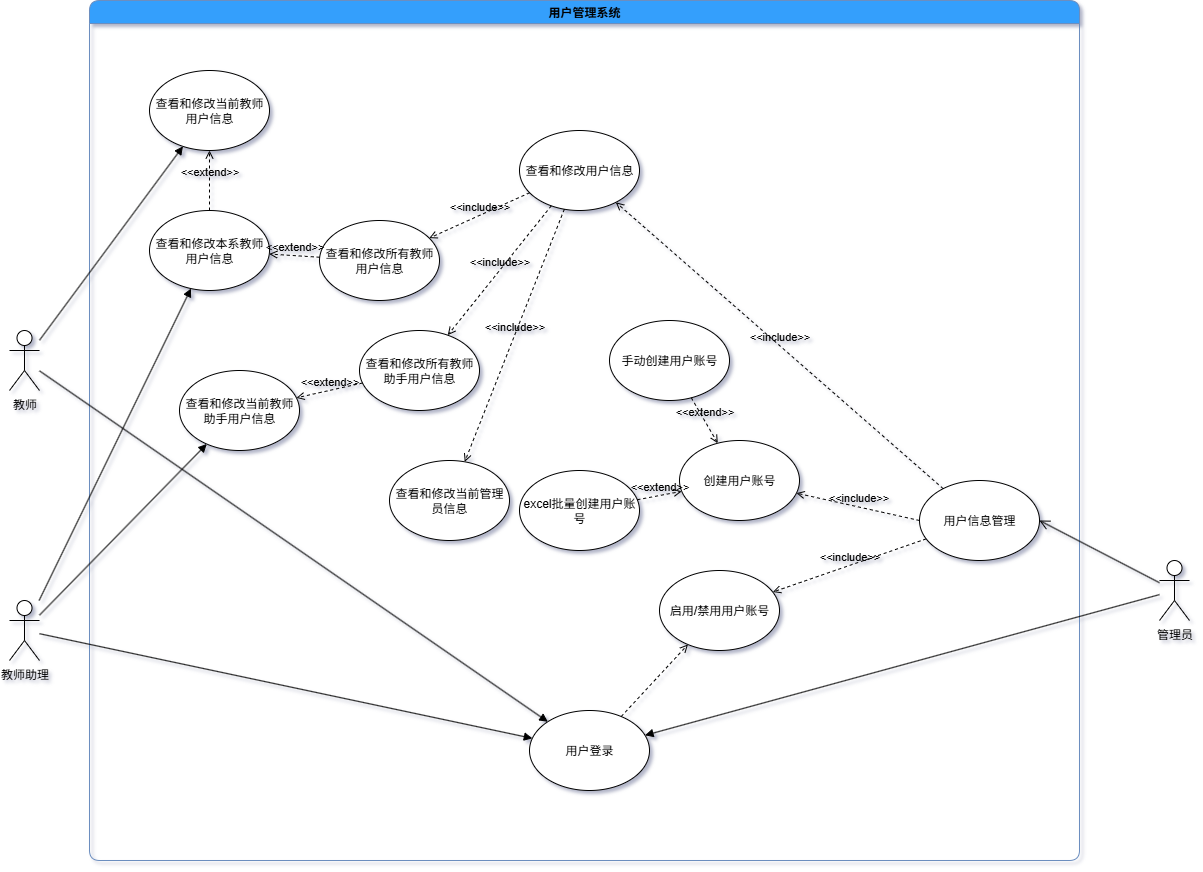 用户管理系统
查看和修改当前教师
用户信息
<<extend>>
查看和修改用户信息
<<include>>
查看和修改本系教师
用户信息
<<extend>>
查看和修改所有教师
用户信息
<<include>>
<<include>>
<<include>>
手动创建用户账号
查看和修改所有教师
助手用户信息
<<extend>>
查看和修改当前教师
助手用户信息
教师
<<extend>>
创建用户账号
<<extend>>
查看和修改当前管理
员信息
excel批量创建用户账
号
<<include>>
用户信息管理
<<include>>
启用/禁用用户账号
管理员
教师助理
用户登录